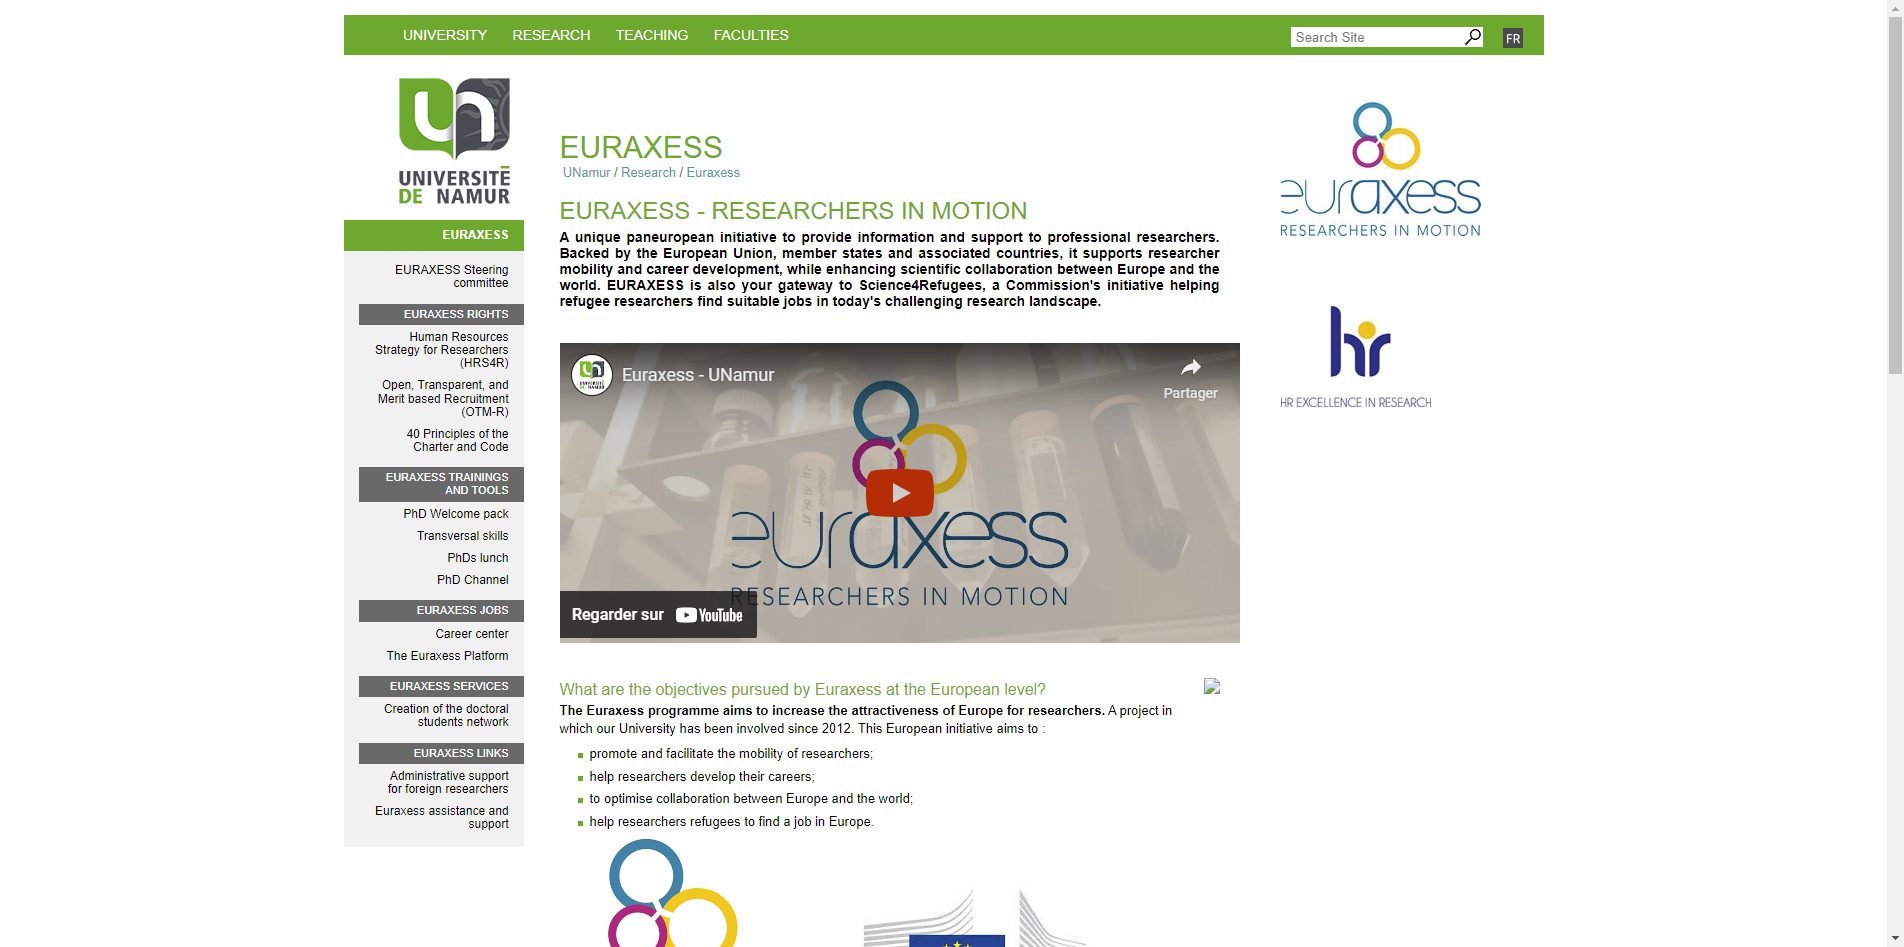 UNIVERSITY RESEARCH TEACHING FACULTIES
Search Site
FR
UNIVERSITÉ
DE NAMUR
EURAXESS
EURAXESS Steering
committee
EURAXESS RIGHTS
Human Resources
Strategy for Researchers
(HRS4R)
Open, Transparent, and
Merit based Recruitment
(OTM-R)
40 Principles of the
Charter and Code
EURAXESS TRAININGS
AND TOOLS
PhD Welcome pack
Transversal skills
PhDs lunch
PhD Channel
EURAXESS JOBS
Career center
The Euraxess Platform
EURAXESS SERVICES
Creation of the doctoral
students network
EURAXESS LINKS
Administrative support
for foreign researchers
Euraxess assistance and
support
EURAXESS
UNamur / Research / Euraxess
EURAXESS - RESEARCHERS IN MOTION
A unique paneuropean initiative to provide information and support to professional researchers.
Backed by the European Union, member states and associated countries, it supports researcher
mobility and career development, while enhancing scientific collaboration between Europe and the
world. EURAXESS is also your gateway to Science4Refugees, a Commission's initiative helping
refugee researchers find suitable jobs in today's challenging research landscape.
Euraxess - UNamur
Partager
euraxess
RESEARCHERS IN MOTION
Regarder sur YouTube
What are the objectives pursued by Euraxess at the European level?
The Euraxess programme aims to increase the attractiveness of Europe for researchers. A project in
which our University has been involved since 2012. This European initiative aims to :
promote and facilitate the mobility of researchers;
help researchers develop their careers;
to optimise collaboration between Europe and the world;
help researchers refugees to find a job in Europe.
euraxess
RESEARCHERS IN MOTION
hr
HR EXCELLENCE IN RESEARCH